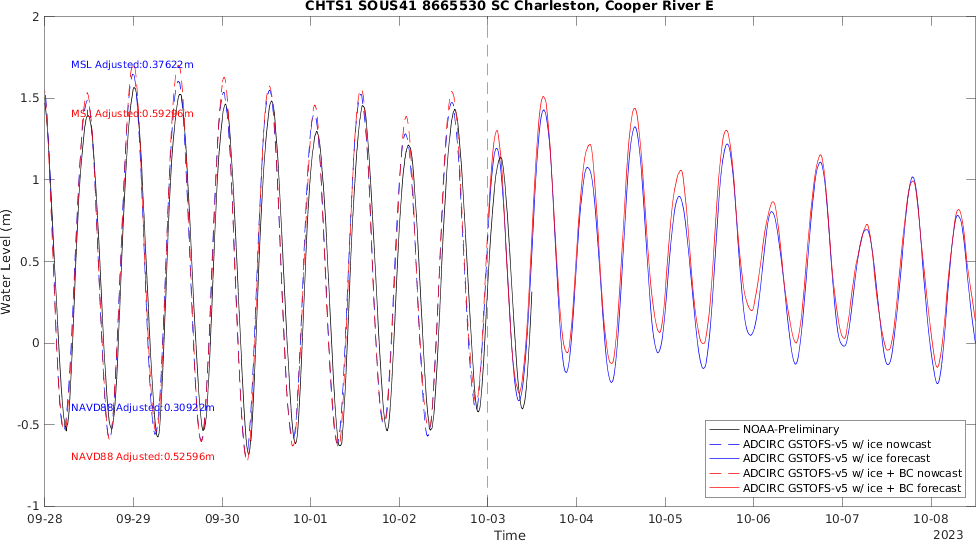 CHTS1 SOUS41 8665530 SC Charleston, Cooper River E
2
1.5
1
0.5
0
-0.5
-1
Water Level (m)
MSL Adjusted:0.37622m
MSL Adjusted:0.59296m
NAVD88 Adjusted:0.30922m
NAVD88 Adjusted:0.52596m
NOAA-Preliminary
ADCIRC GSTOFS-v5 w/ ice nowcast
ADCIRC GSTOFS-v5 w/ ice forecast
ADCIRC GSTOFS-v5 w/ ice + BC nowcast
ADCIRC GSTOFS-v5 w/ ice + BC forecast
09-28 09-29 09-30 10-01 10-02 10-03 10-04 10-05 10-06 10-07 10-08
Time
2023